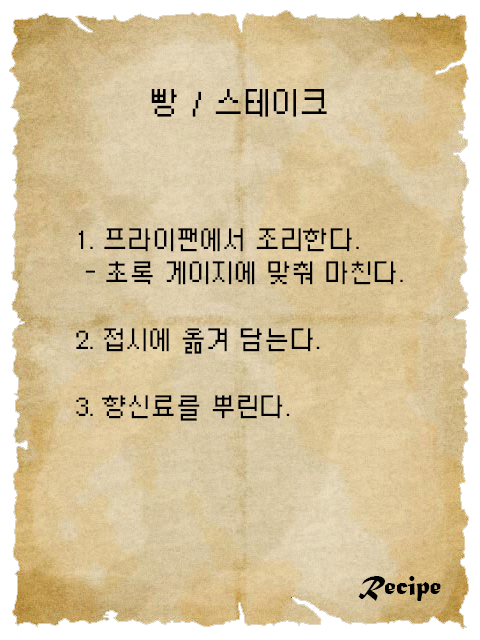 빵 / 스테이크
1. 프라이팬에서 조리한다.
- 초록 게이지에 맞춰 마친다.
2. 접시에 옮겨 담는다.
3. 향신료를 뿌린다.
Recipe